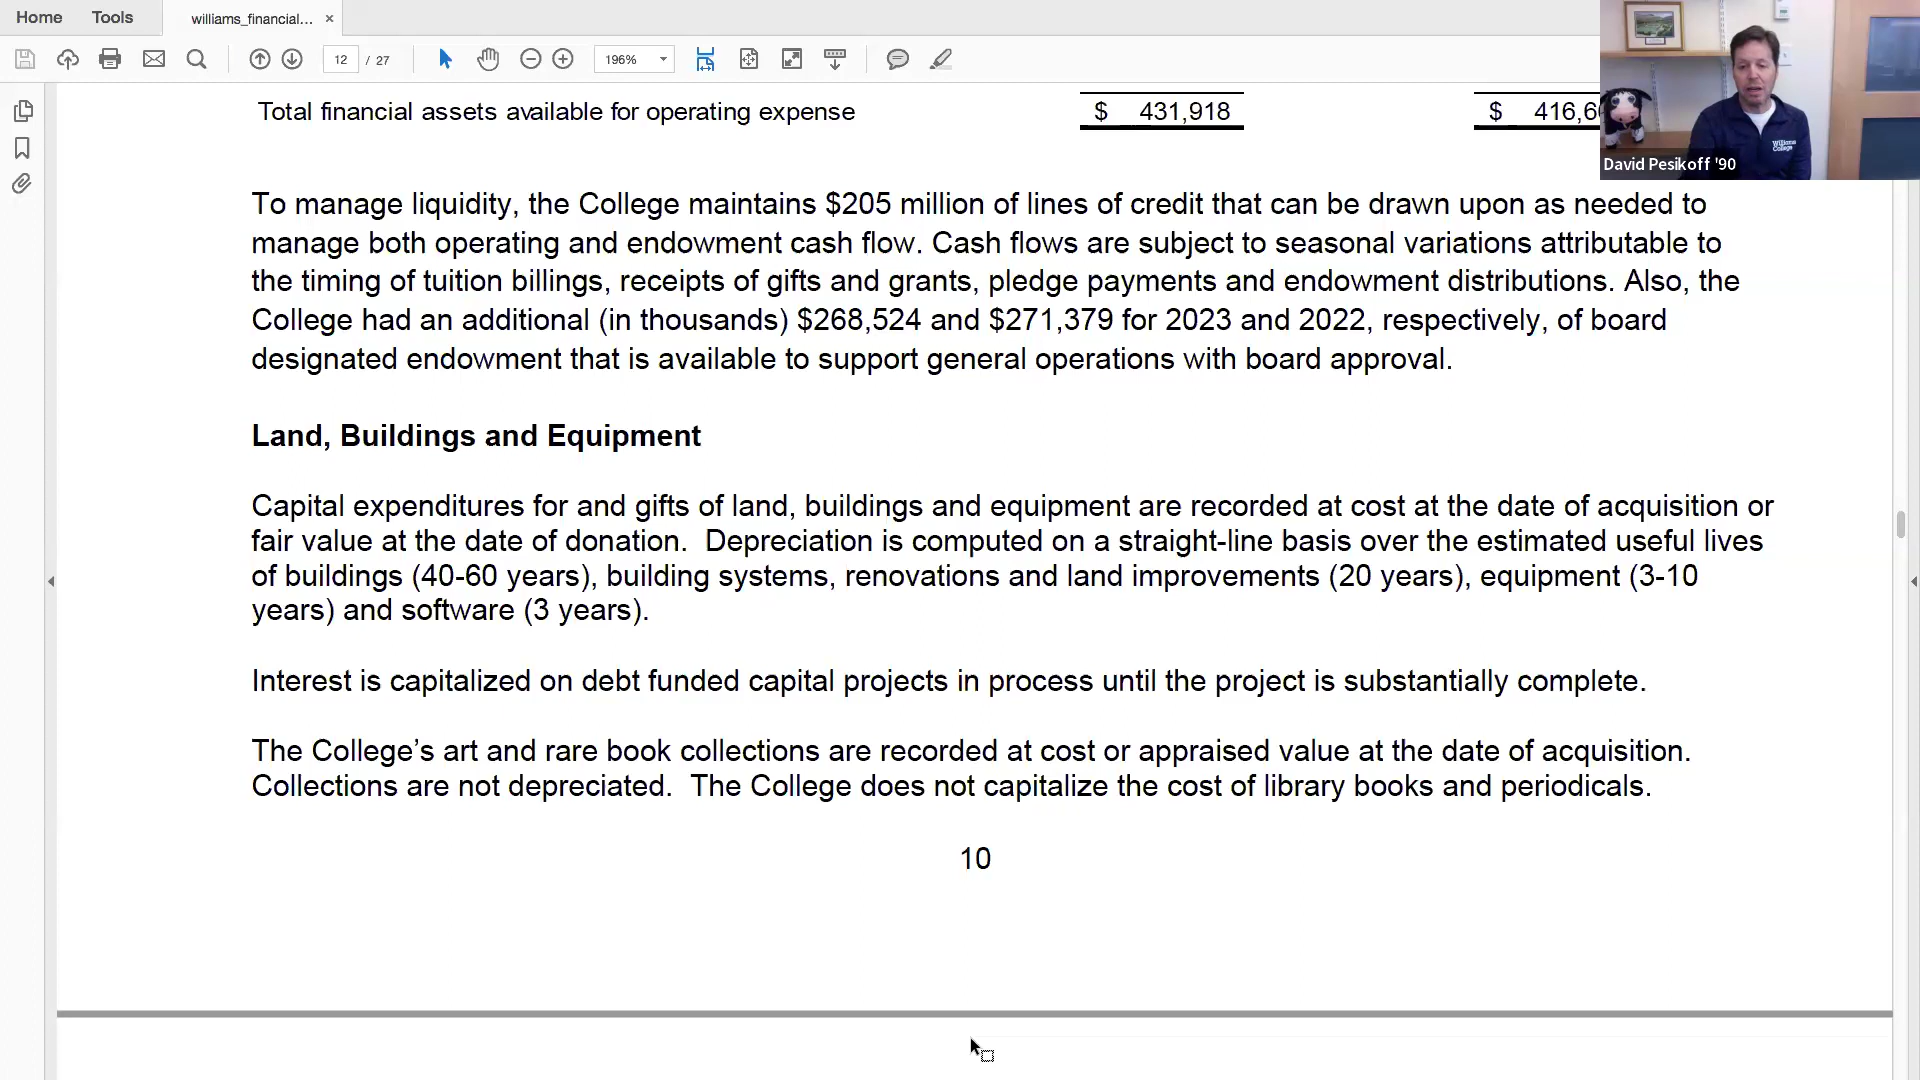 Home Tools williams_financial... ×
12 / 27 196%
David Pesikoff '90
Williams
College
Total financial assets available for operating expense $ 431,918 $
To manage liquidity, the College maintains $205 million of lines of credit that can be drawn upon as needed to
manage both operating and endowment cash flow. Cash flows are subject to seasonal variations attributable to
the timing of tuition billings, receipts of gifts and grants, pledge payments and endowment distributions. Also, the
College had an additional (in thousands) $268,524 and $271,379 for 2023 and 2022, respectively, of board
designated endowment that is available to support general operations with board approval.
Land, Buildings and Equipment
Capital expenditures for and gifts of land, buildings and equipment are recorded at cost at the date of acquisition or
fair value at the date of donation. Depreciation is computed on a straight-line basis over the estimated useful lives
of buildings (40-60 years), building systems, renovations and land improvements (20 years), equipment (3-10
years) and software (3 years).
Interest is capitalized on debt funded capital projects in process until the project is substantially complete.
The College’s art and rare book collections are recorded at cost or appraised value at the date of acquisition.
Collections are not depreciated. The College does not capitalize the cost of library books and periodicals.
10